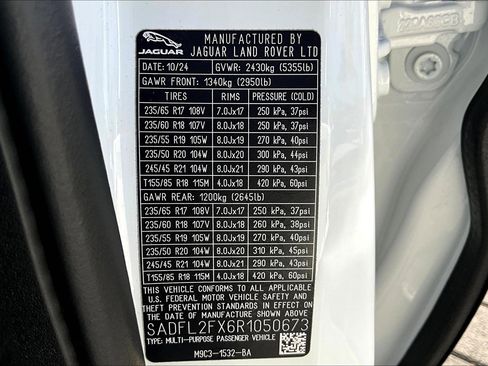 JAGUAR
MANUFACTURED BY
JAGUAR LAND ROVER LTD
DATE: 10/24 GVWR: 2430kg (5355lb)
GAWR FRONT: 1340kg (2950lb)
TIRES RIMS PRESSURE (COLD)
235/65 R17 108V 7.0Jx17 250 kPa, 37psi
235/60 R18 107V 8.0Jx18 250 kPa, 37psi
235/55 R19 105W 8.0Jx19 270 kPa, 40psi
235/50 R20 104W 8.0Jx20 300 kPa, 44psi
245/45 R21 104W 8.0Jx21 290 kPa, 43psi
T155/85 R18 115M 4.0Jx18 420 kPa, 60psi
GAWR REAR: 1200kg (2645lb)
235/65 R17 108V 7.0Jx17 250 kPa, 37psi
235/60 R18 107V 8.0Jx18 260 kPa, 38psi
235/55 R19 105W 8.0Jx19 270 kPa, 40psi
235/50 R20 104W 8.0Jx20 310 kPa, 45psi
245/45 R21 104W 8.0Jx21 290 kPa, 43psi
T155/85 R18 115M 4.0Jx18 420 kPa, 60psi
THIS VEHICLE CONFORMS TO ALL APPLICABLE
FEDERAL MOTOR VEHICLE SAFETY AND THEFT
PREVENTION STANDARDS IN EFFECT ON THE
DATE OF MANUFACTURE SHOWN ABOVE.
SADFL2FX6R1050673
TYPE: MULTI-PURPOSE PASSENGER VEHICLE
M9C3-1532-BA